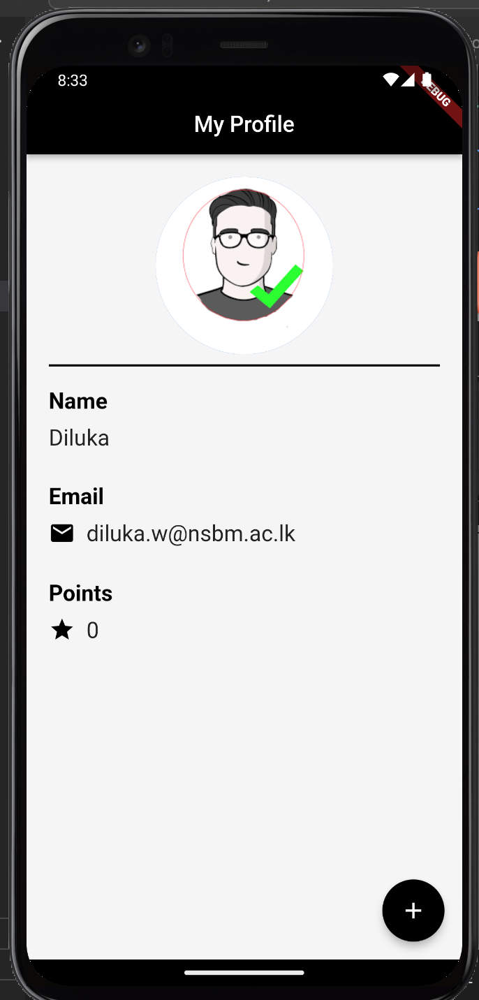 8:33
DEBUG
My Profile
Name
Diluka
Email
diluka.w@nsbm.ac.lk
Points
0